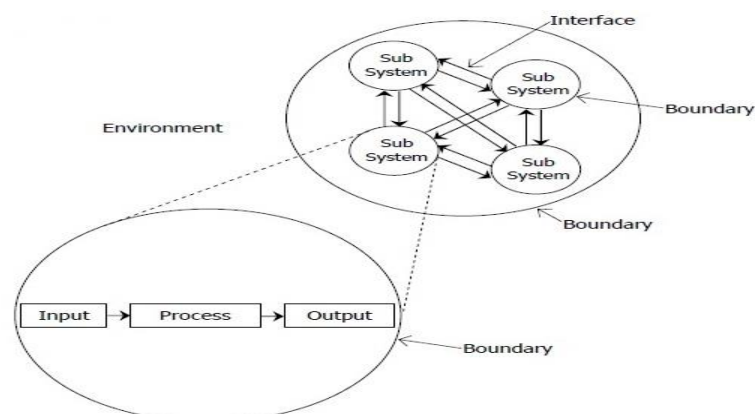 Interface
Sub
System
Sub
System
Boundary
Environment
Sub
System
Sub
System
Boundary
Input
Process
Output
Boundary